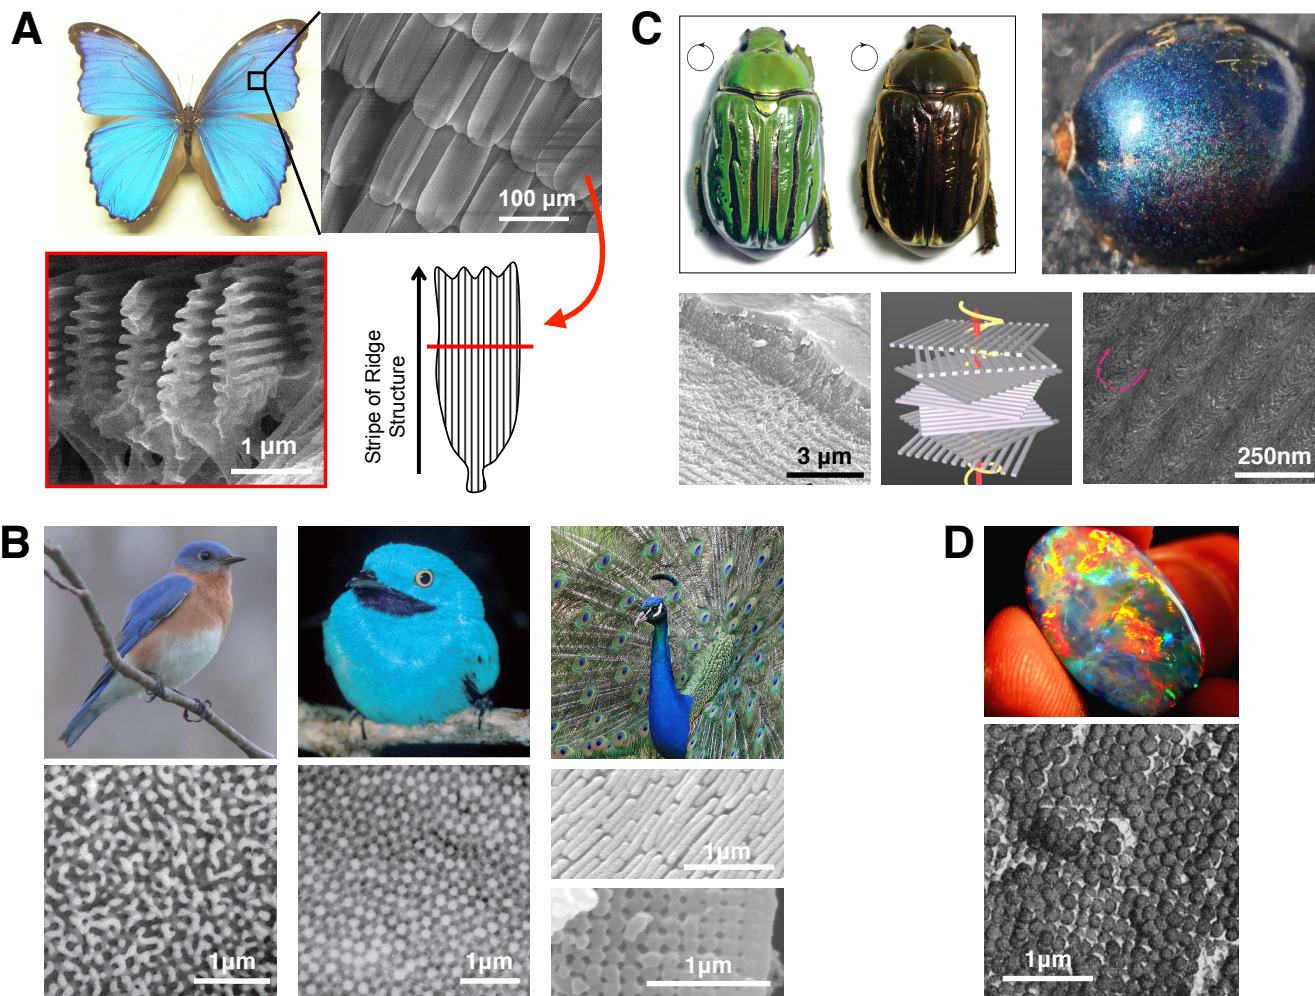 A
100 μm
1 μm
Stripe of Ridge
Structure
C
3 μm
250nm
B
1μm
1μm
1μm
1μm
D
1μm